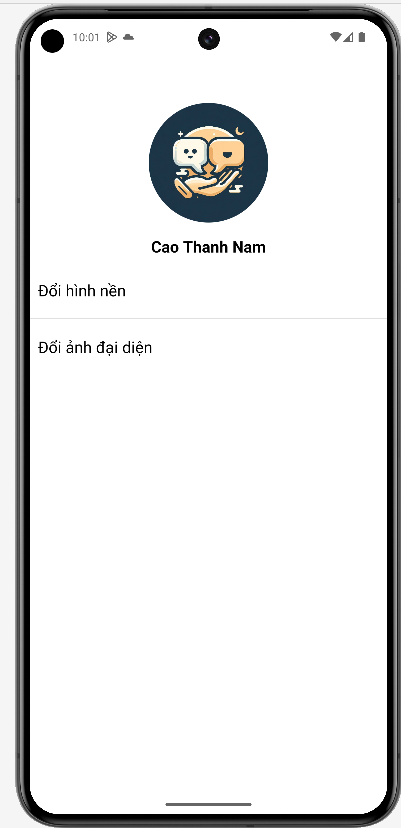 10:01
Cao Thanh Nam
Đổi hình nền
Đổi ảnh đại diện